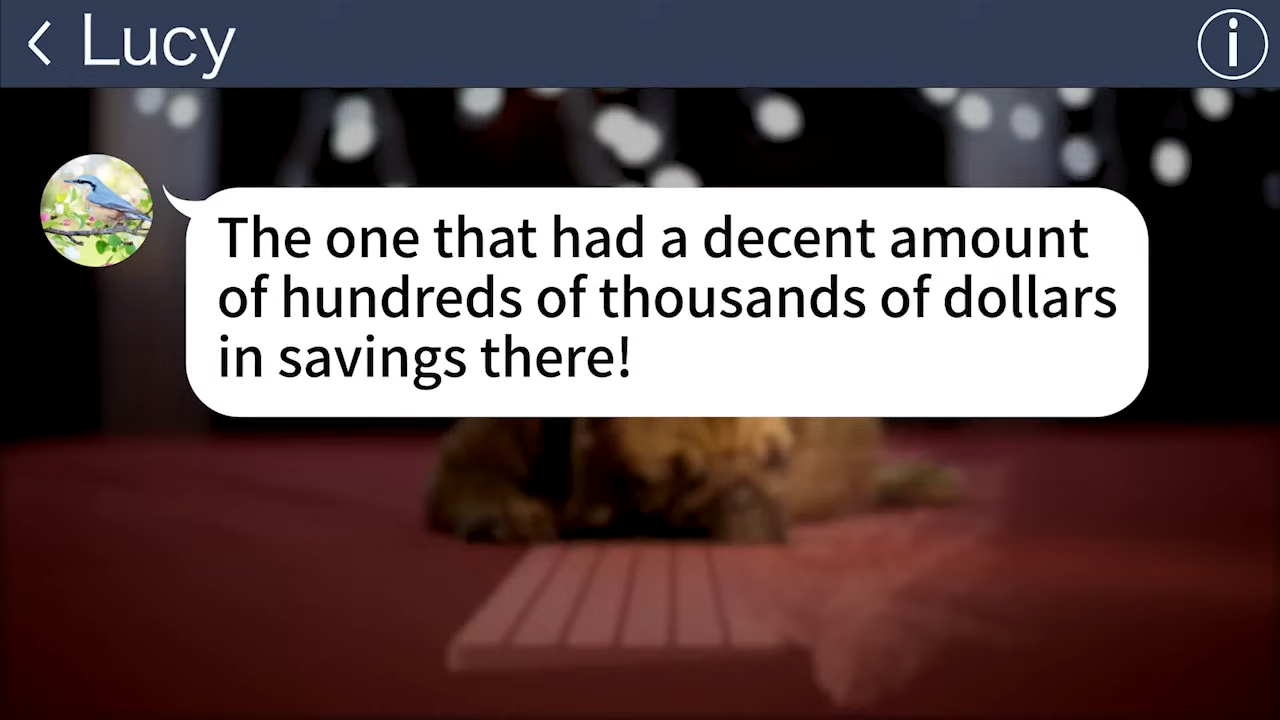 Lucy
The one that had a decent amount
of hundreds of thousands of dollars
in savings there!